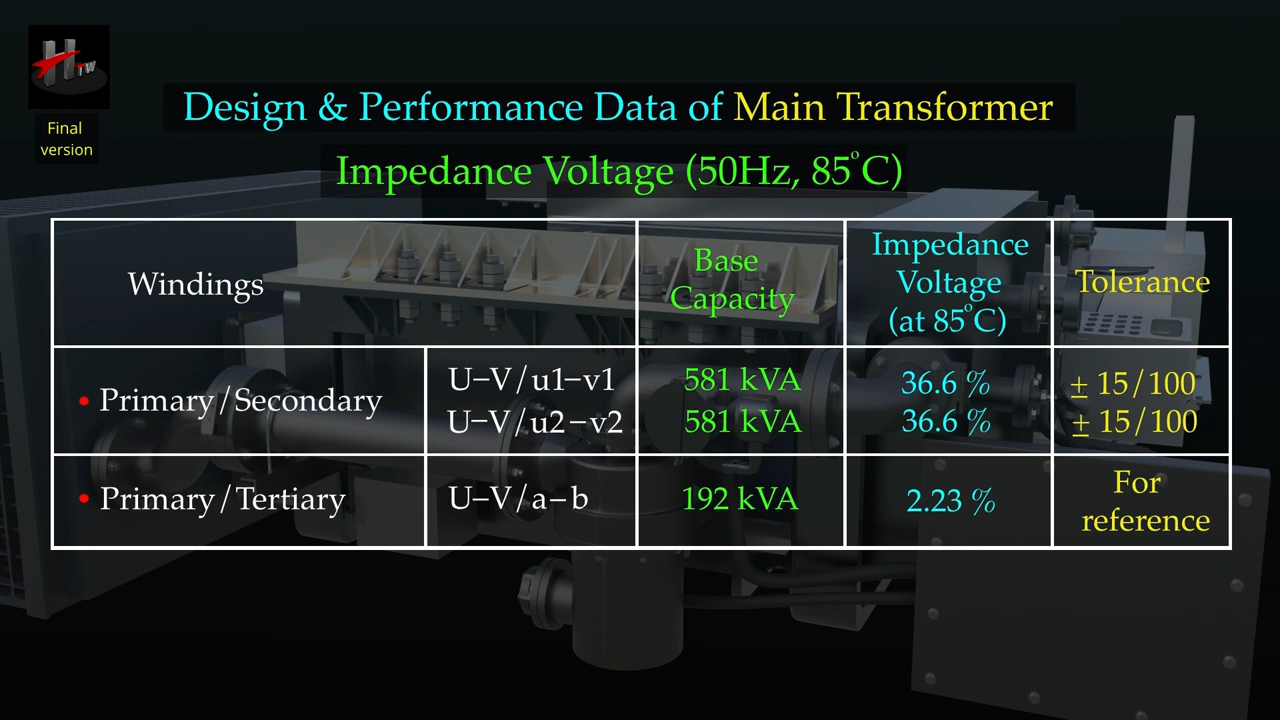 H
TW
Final
version
Design & Performance Data of Main Transformer
Impedance Voltage (50Hz, 85°C)
Windings
Base
Capacity
Impedance
Voltage
(at 85°C)
Tolerance
• Primary/Secondary
U–V/u1–v1
581 kVA
36.6 %
± 15/100
U–V/u2–v2
581 kVA
36.6 %
± 15/100
• Primary/Tertiary
U–V/a–b
192 kVA
2.23 %
For
reference